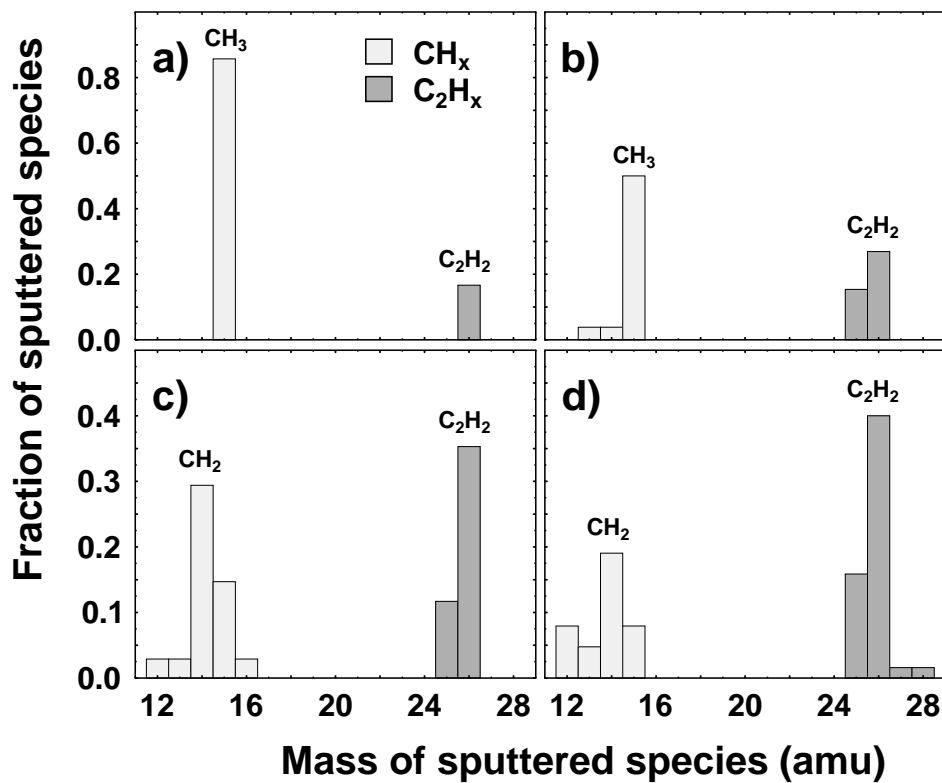 Fraction of sputtered species
a)
CH₃
CHₓ
C₂Hₓ
C₂H₂
0.8
0.6
0.4
0.2
0.0
b)
CH₃
C₂H₂
c)
CH₂
C₂H₂
0.4
0.3
0.2
0.1
0.0
d)
CH₂
C₂H₂
12 16 20 24 28
12 16 20 24 28
Mass of sputtered species (amu)